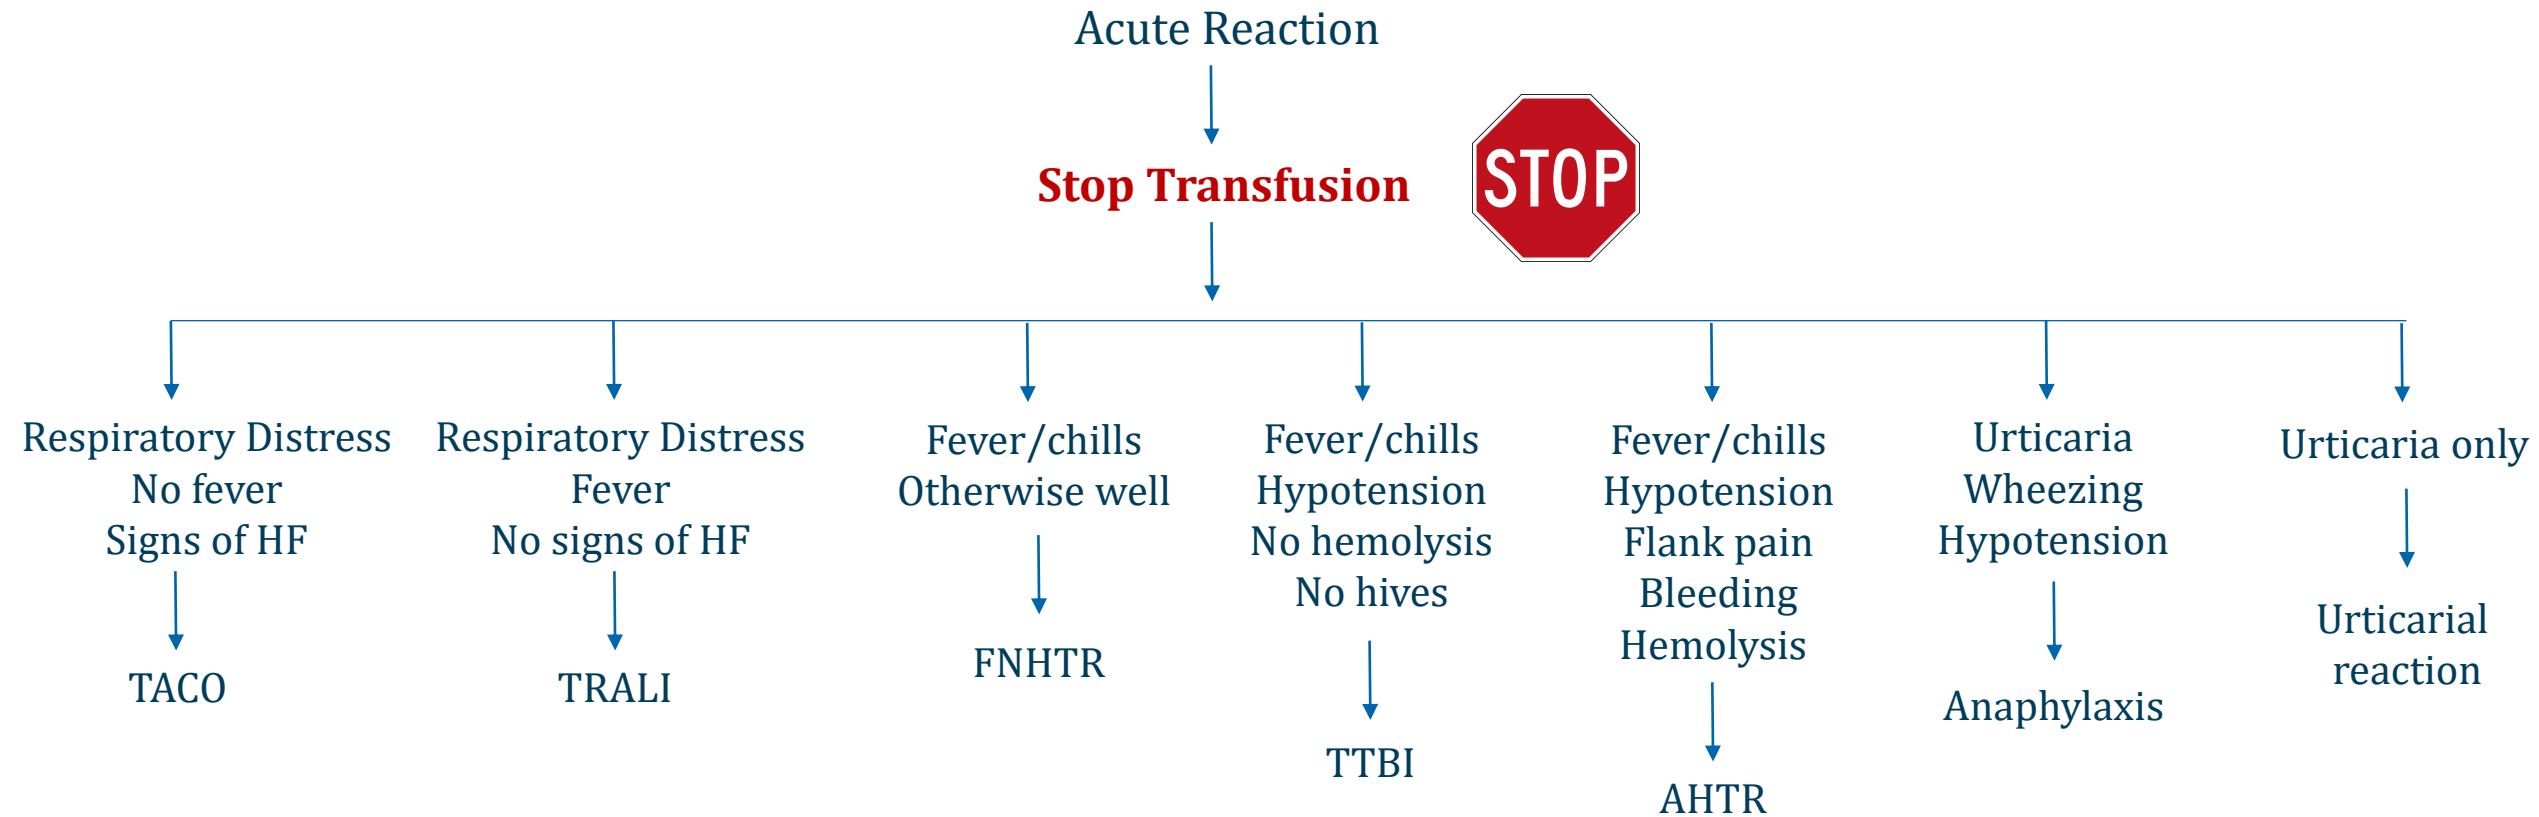 Acute Reaction
Stop Transfusion
STOP
Respiratory Distress
No fever
Signs of HF
TACO
Respiratory Distress
Fever
No signs of HF
TRALI
Fever/chills
Otherwise well
FNHTR
Fever/chills
Hypotension
No hemolysis
No hives
TTBI
Fever/chills
Hypotension
Flank pain
Bleeding
Hemolysis
AHTR
Urticaria
Wheezing
Hypotension
Anaphylaxis
Urticaria only
Urticarial
reaction